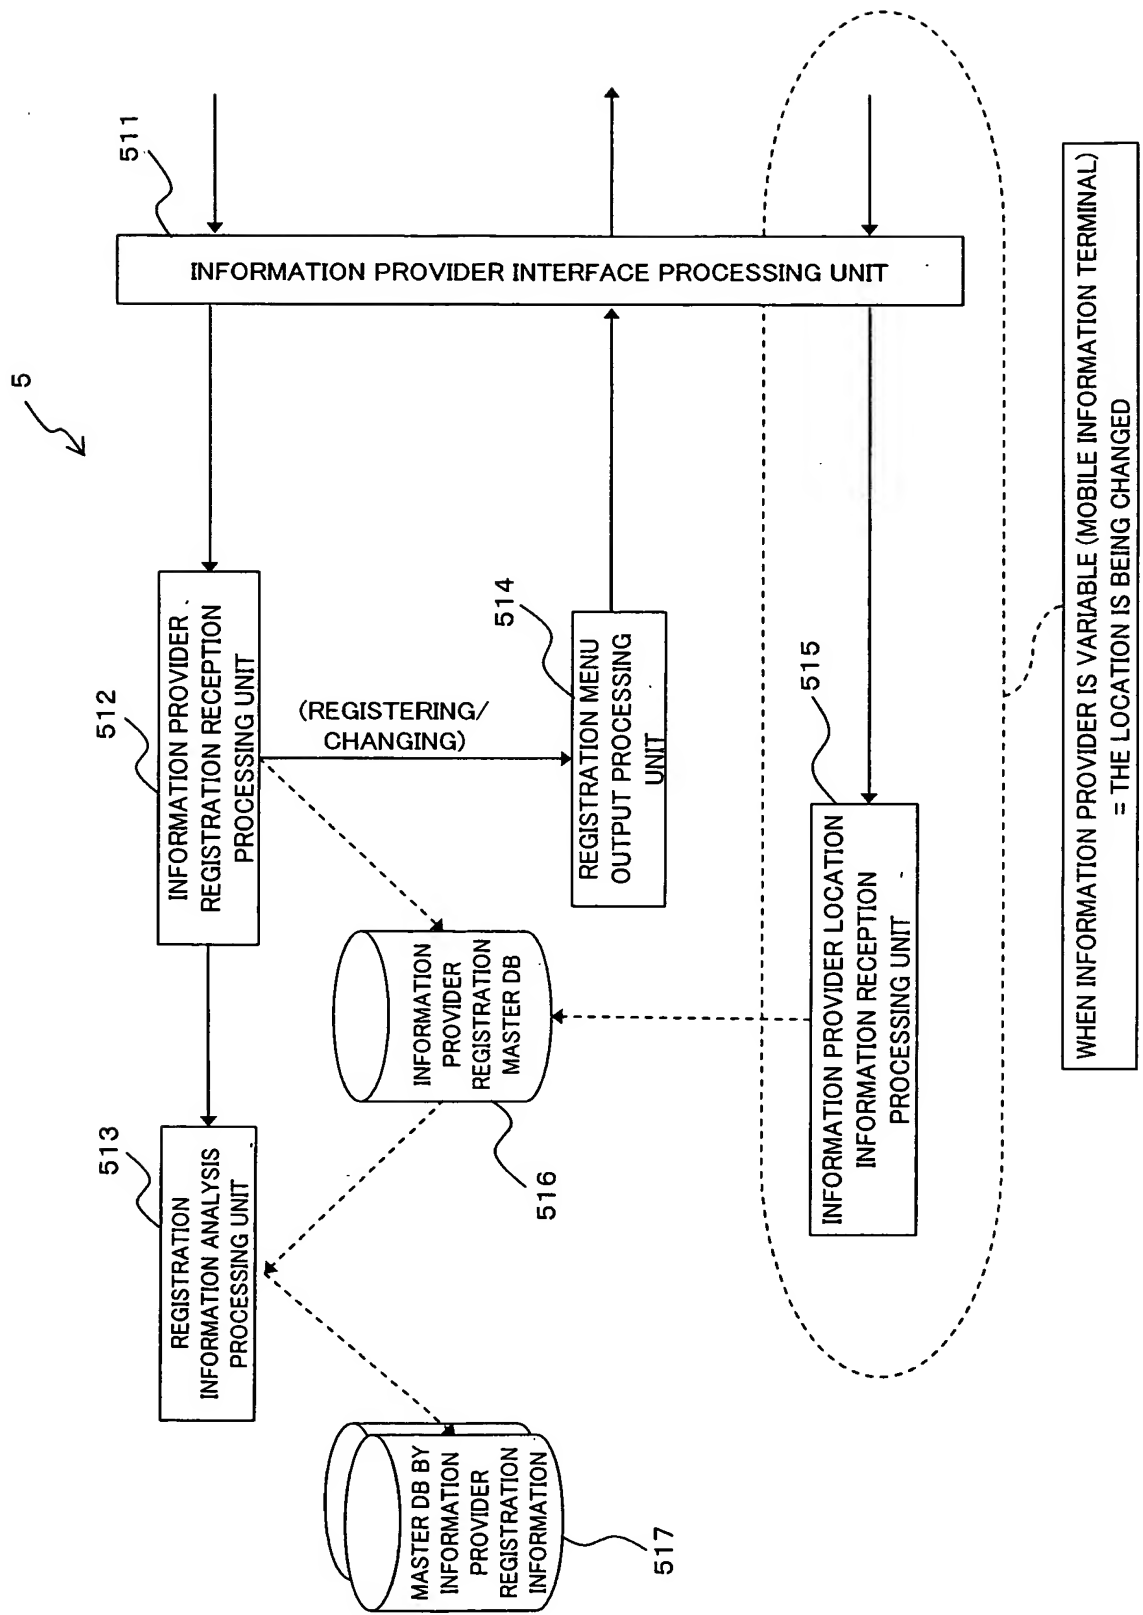 5
511
INFORMATION PROVIDER INTERFACE PROCESSING UNIT
512
INFORMATION PROVIDER
REGISTRATION RECEPTION
PROCESSING UNIT
513
REGISTRATION
INFORMATION ANALYSIS
PROCESSING UNIT
(REGISTERING/
CHANGING)
514
REGISTRATION MENU
OUTPUT PROCESSING
UNIT
INFORMATION
PROVIDER
REGISTRATION
MASTER DB
516
MASTER DB BY
INFORMATION
PROVIDER
REGISTRATION
INFORMATION
517
515
INFORMATION PROVIDER LOCATION
INFORMATION RECEPTION
PROCESSING UNIT
WHEN INFORMATION PROVIDER IS VARIABLE (MOBILE INFORMATION TERMINAL)
= THE LOCATION IS BEING CHANGED